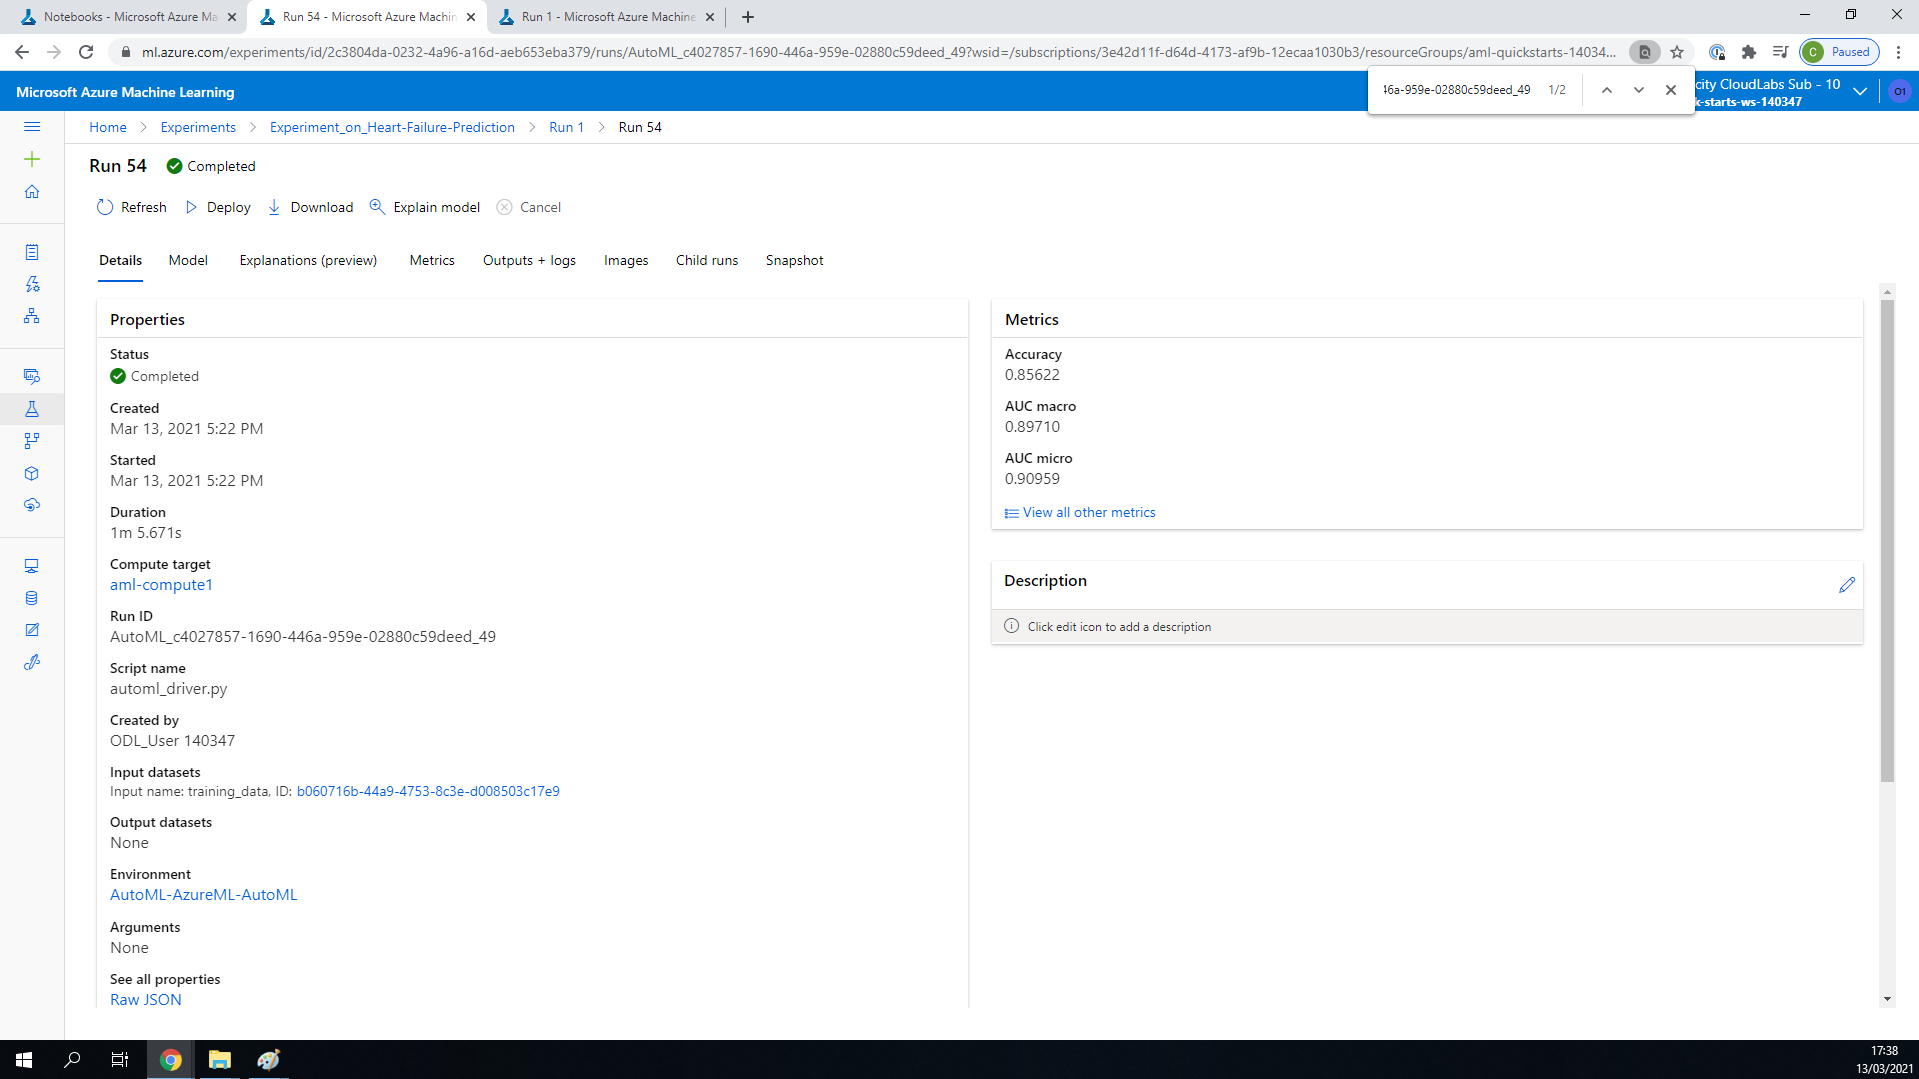 Notebooks - Microsoft Azure Ma
Run 54 - Microsoft Azure Machin
Run 1 - Microsoft Azure Machine
ml.azure.com/experiments/id/2c3804da-0232-4a96-a16d-aeb653eba379/runs/AutoML_c4027857-1690-446a-959e-02880c59deed_49?wsid=/subscriptions/3e42d11f-d64d-4173-af9b-12ecaa1030b3/resourceGroups/aml-quickstarts-14034...
C Paused
Microsoft Azure Machine Learning
46a-959e-02880c59deed_49 1/2
city CloudLabs Sub - 10
k-starts-ws-140347
O1
Home > Experiments > Experiment_on_Heart-Failure-Prediction > Run 1 > Run 54
Run 54 Completed
Refresh Deploy Download Explain model Cancel
Details Model Explanations (preview) Metrics Outputs + logs Images Child runs Snapshot
Properties
Status
Completed
Created
Mar 13, 2021 5:22 PM
Started
Mar 13, 2021 5:22 PM
Duration
1m 5.671s
Compute target
aml-compute1
Run ID
AutoML_c4027857-1690-446a-959e-02880c59deed_49
Script name
automl_driver.py
Created by
ODL_User 140347
Input datasets
Input name: training_data, ID: b060716b-44a9-4753-8c3e-d008503c17e9
Output datasets
None
Environment
AutoML-AzureML-AutoML
Arguments
None
See all properties
Raw JSON
Metrics
Accuracy
0.85622
AUC macro
0.89710
AUC micro
0.90959
View all other metrics
Description
Click edit icon to add a description
17:38
13/03/2021